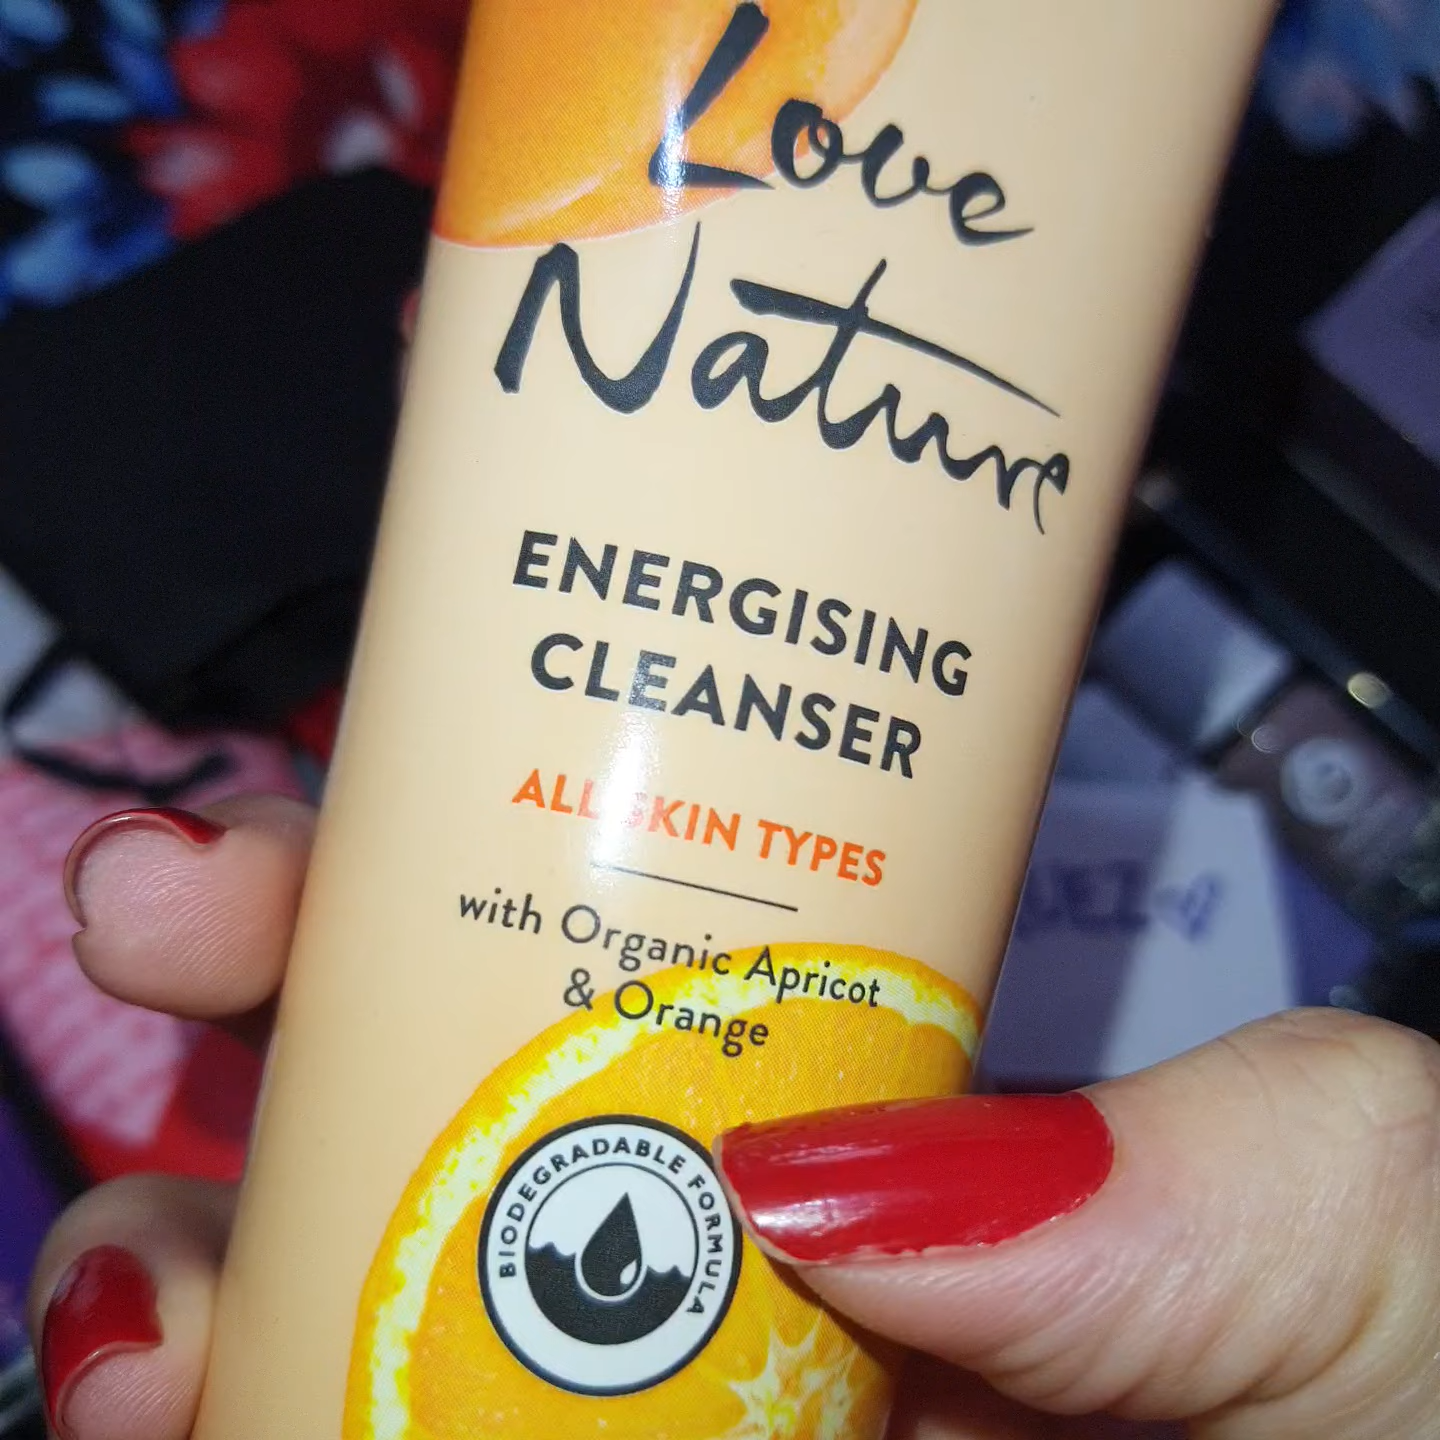 Love
Nature
ENERGISING
CLEANSER
ALL SKIN TYPES
with Organic Apricot
& Orange
BIODEGRADABLE FORMULA